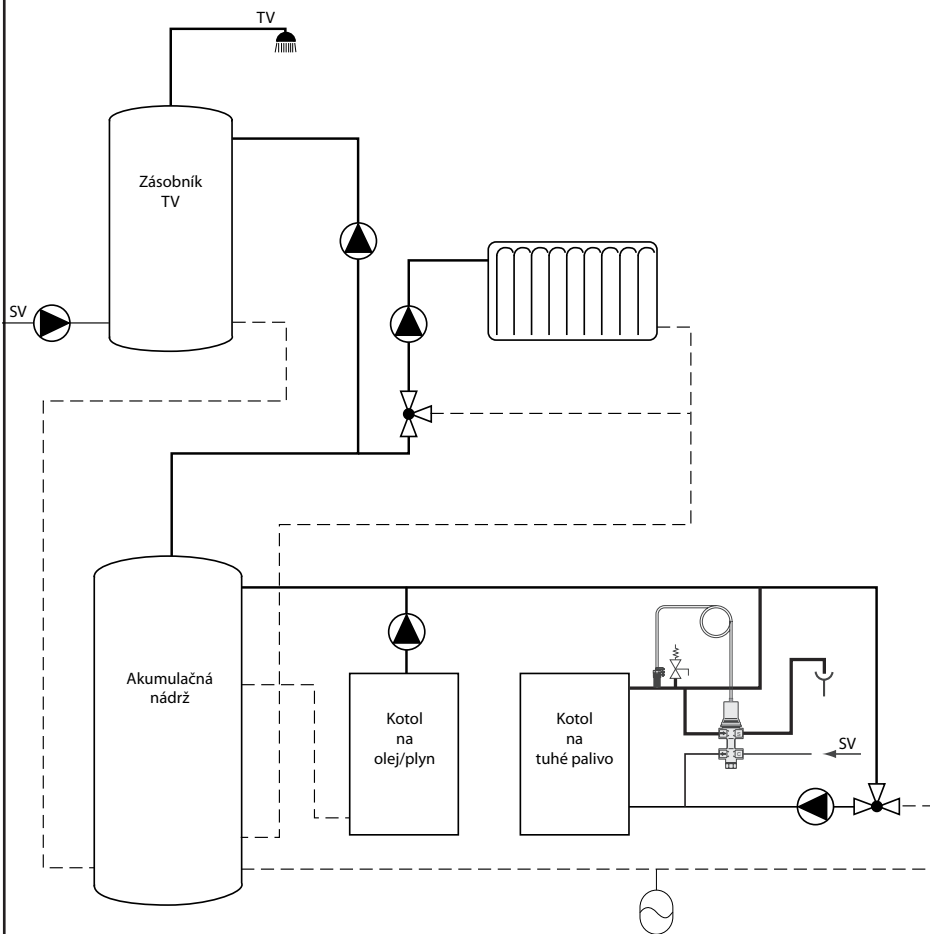 TV
Zásobník
TV
SV
Akumulačná
nádrž
Kotol
na
olej/plyn
Kotol
na
tuhé palivo
SV